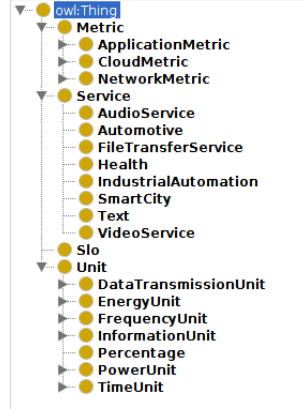 owl:Thing
Metric
ApplicationMetric
CloudMetric
NetworkMetric
Service
AudioService
Automotive
FileTransferService
Health
IndustrialAutomation
SmartCity
Text
VideoService
Slo
Unit
DataTransmissionUnit
EnergyUnit
FrequencyUnit
InformationUnit
Percentage
PowerUnit
TimeUnit